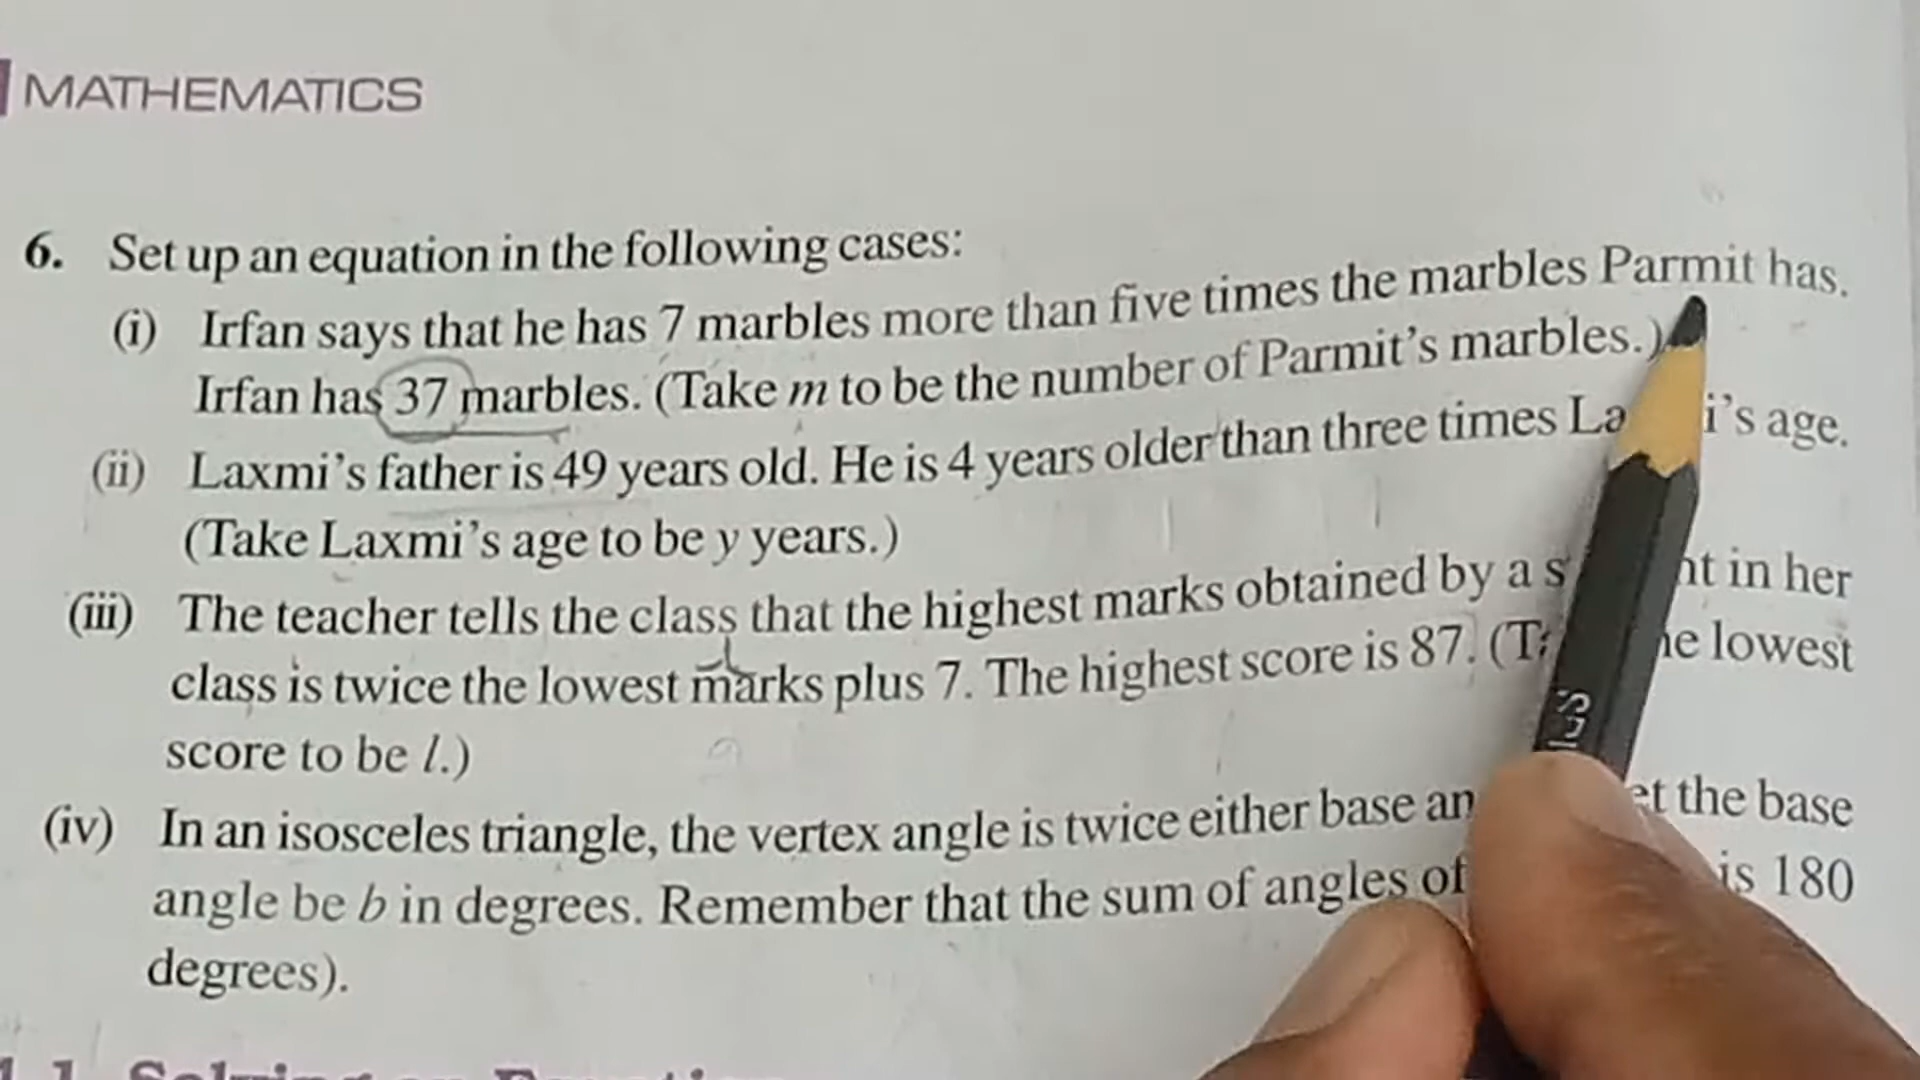 MATHEMATICS
6. Set up an equation in the following cases:
(i) Irfan says that he has 7 marbles more than five times the marbles Parmit has.
Irfan has 37 marbles. (Take m to be the number of Parmit's marbles.)
(ii) Laxmi's father is 49 years old. He is 4 years older than three times La i's age.
(Take Laxmi's age to be y years.)
(iii) The teacher tells the class that the highest marks obtained by a s nt in her
class is twice the lowest marks plus 7. The highest score is 87. (T he lowest
score to be l.)
(iv) In an isosceles triangle, the vertex angle is twice either base an et the base
angle be b in degrees. Remember that the sum of angles of is 180
degrees).